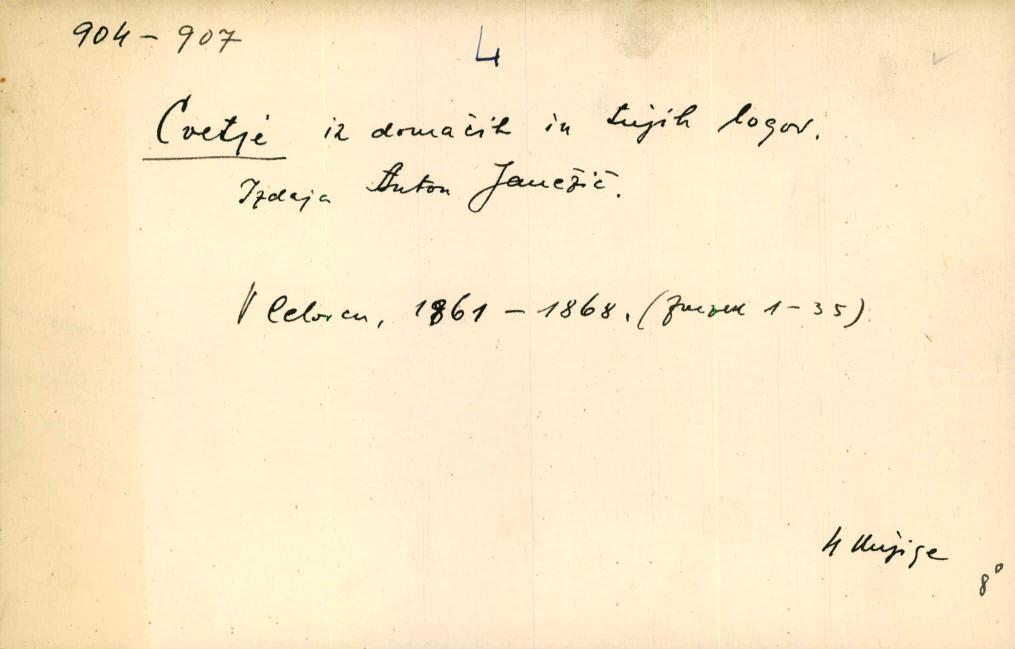 904 - 907
4
Cvetje iz domačih in tujih logov.
Izdaja Anton Janežič.
V Celovcu, 1861 - 1868. (Zvezek 1 - 35)
4 knjige
8°